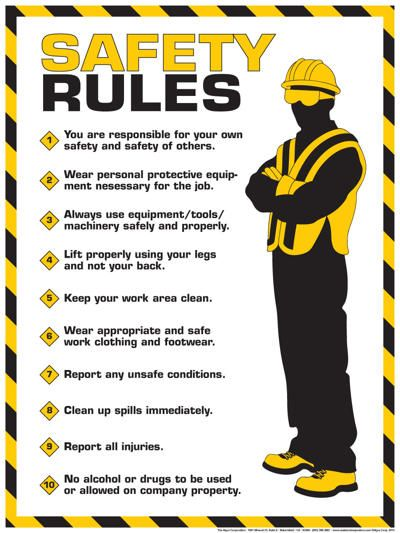 SAFETY
RULES
1 You are responsible for your own
safety and safety of others.
2 Wear personal protective equip-
ment nesessary for the job.
3 Always use equipment/tools/
machinery safely and properly.
4 Lift properly using your legs
and not your back.
5 Keep your work area clean.
6 Wear appropriate and safe
work clothing and footwear.
7 Report any unsafe conditions.
8 Clean up spills immediately.
9 Report all injuries.
10 No alcohol or drugs to be used
or allowed on company property.